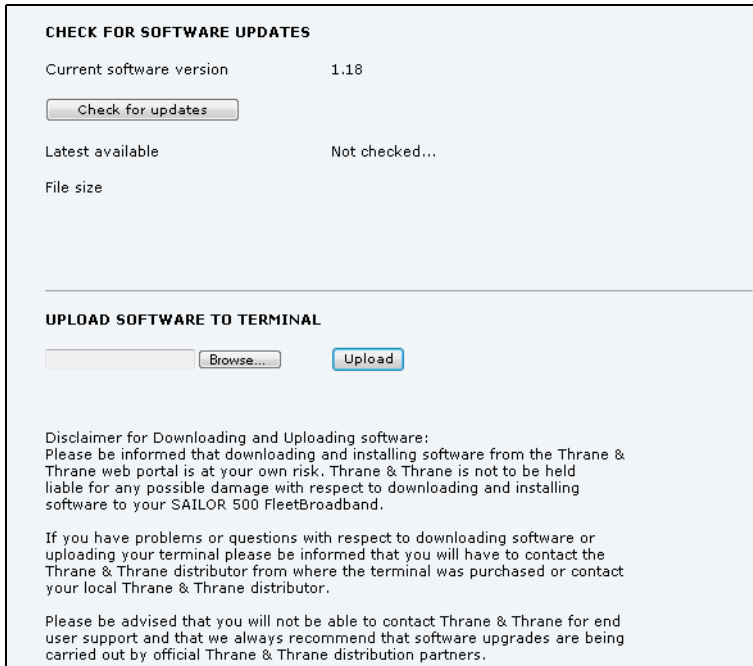 CHECK FOR SOFTWARE UPDATES
Current software version 1.18
Check for updates
Latest available Not checked...
File size
UPLOAD SOFTWARE TO TERMINAL
Browse... Upload
Disclaimer for Downloading and Uploading software:
Please be informed that downloading and installing software from the Thrane &
Thrane web portal is at your own risk. Thrane & Thrane is not to be held
liable for any possible damage with respect to downloading and installing
software to your SAILOR 500 FleetBroadband.
If you have problems or questions with respect to downloading software or
uploading your terminal please be informed that you will have to contact the
Thrane & Thrane distributor from where the terminal was purchased or contact
your local Thrane & Thrane distributor.
Please be advised that you will not be able to contact Thrane & Thrane for end
user support and that we always recommend that software upgrades are being
carried out by official Thrane & Thrane distribution partners.